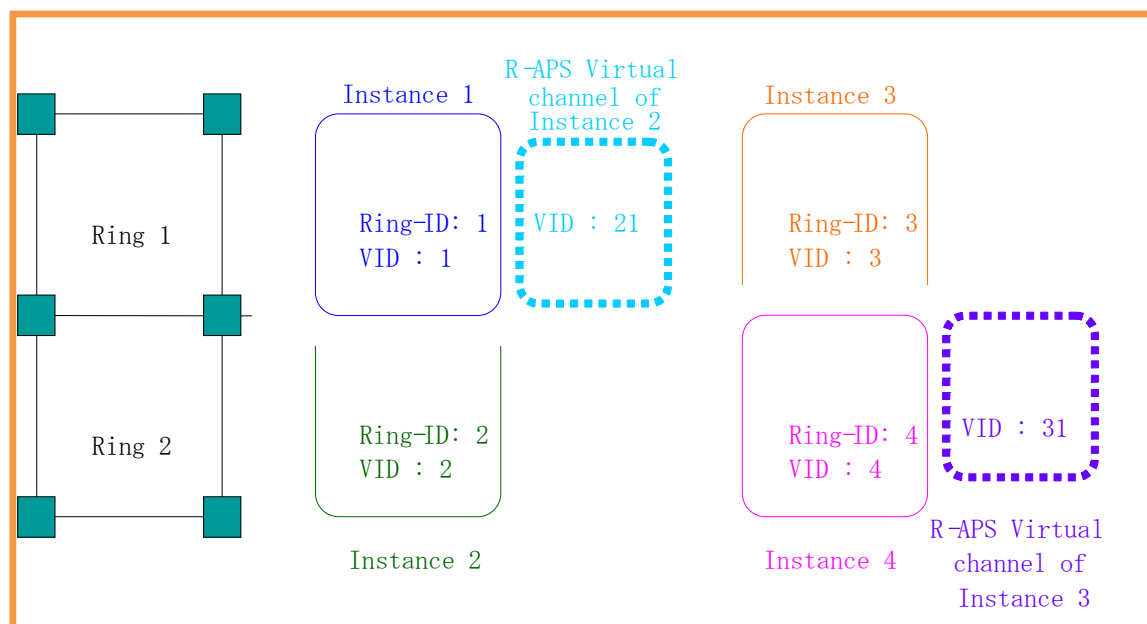 Ring 1
Ring 2
Instance 1
Ring-ID: 1
VID : 1
R-APS Virtual
channel of
Instance 2
VID : 21
Ring-ID: 2
VID : 2
Instance 2
Instance 3
Ring-ID: 3
VID : 3
Ring-ID: 4
VID : 4
Instance 4
VID : 31
R-APS Virtual
channel of
Instance 3